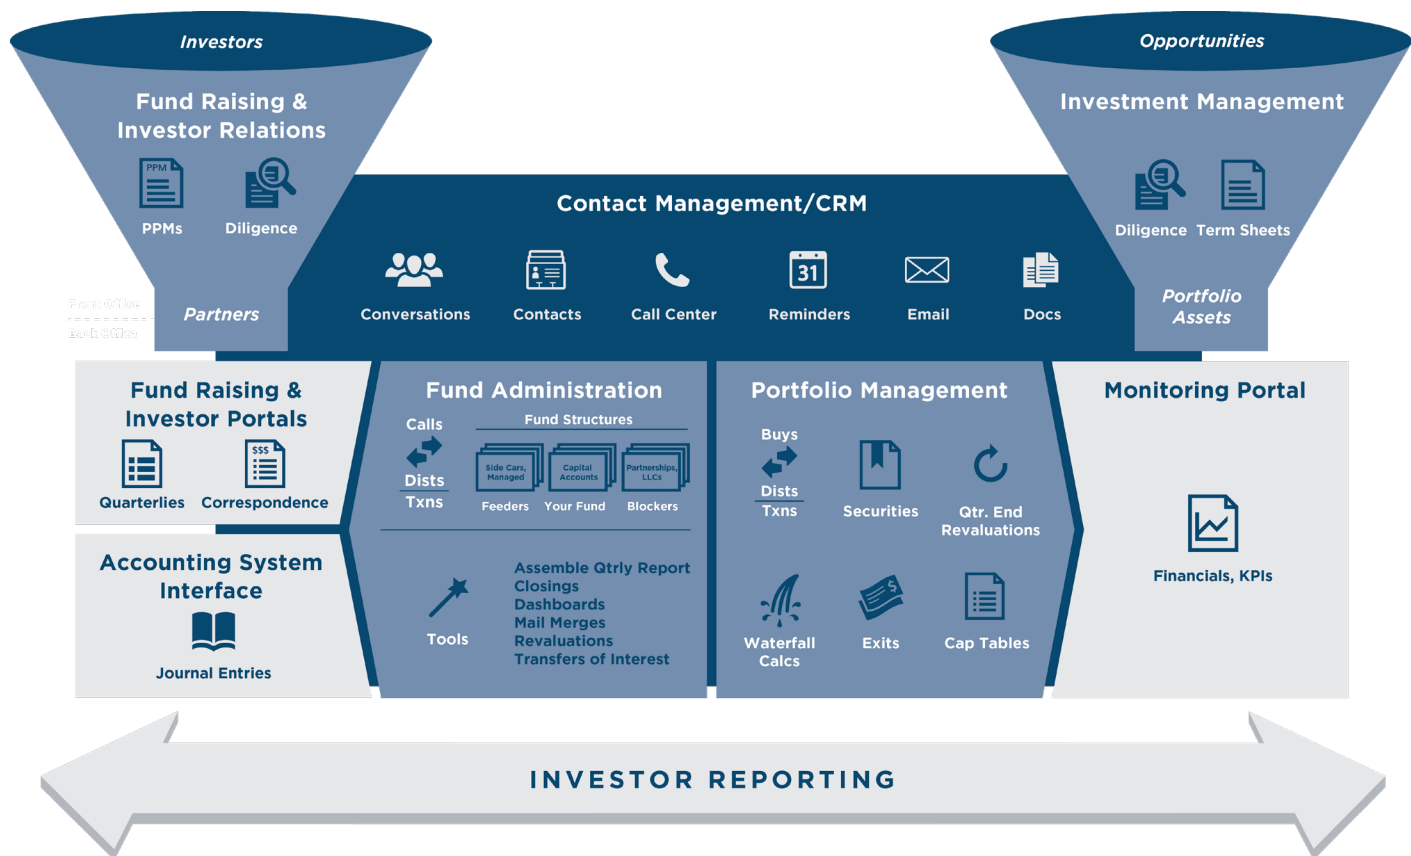 Investors
Fund Raising &
Investor Relations
PPM
PPMs
Diligence
Partners
Opportunities
Investment Management
Diligence
Term Sheets
Portfolio
Assets
Contact Management/CRM
31
Conversations
Contacts
Call Center
Reminders
Email
Docs
Front Office
Back Office
Fund Raising &
Investor Portals
$$$
Quarterlies
Correspondence
Accounting System
Interface
Journal Entries
Fund Administration
Calls
Dists
Txns
Fund Structures
Side Cars,
Managed
Feeders
Capital
Accounts
Your Fund
Partnerships,
LLCs
Blockers
Tools
Assemble Qtrly Report
Closings
Dashboards
Mail Merges
Revaluations
Transfers of Interest
Portfolio Management
Buys
Dists
Txns
Securities
Qtr. End
Revaluations
Waterfall
Calcs
$
Exits
Cap Tables
Monitoring Portal
Financials, KPIs
INVESTOR REPORTING